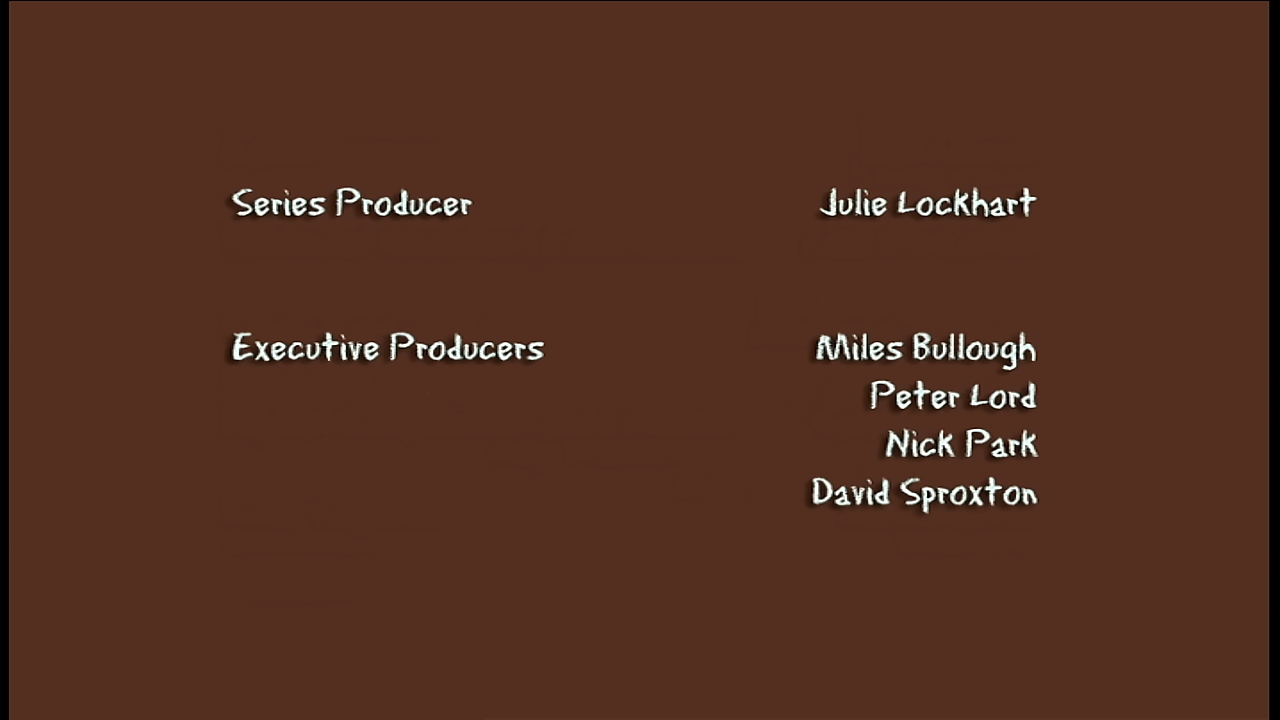 Series Producer Julie Lockhart
Executive Producers Miles Bullough
Peter Lord
Nick Park
David Sproxton